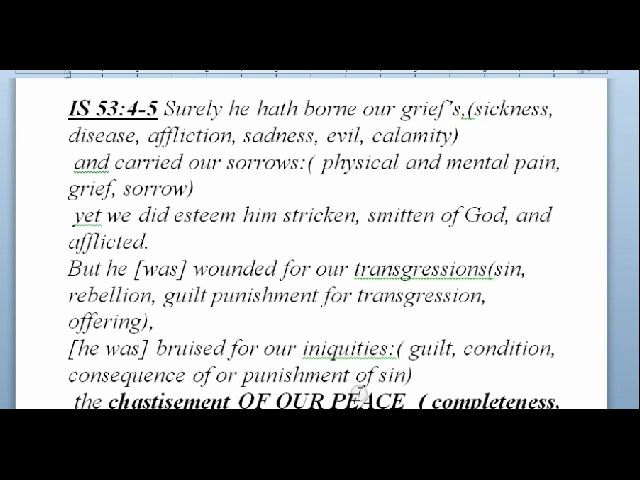 IS 53:4-5 Surely he hath borne our grief's,(sickness,
disease, affliction, sadness, evil, calamity)
and carried our sorrows:( physical and mental pain,
grief, sorrow)
yet we did esteem him stricken, smitten of God, and
afflicted.
But he [was] wounded for our transgressions(sin,
rebellion, guilt punishment for transgression,
offering),
[he was] bruised for our iniquities:( guilt, condition,
consequence of or punishment of sin)
the chastisement OF OUR PEACE ( completeness,